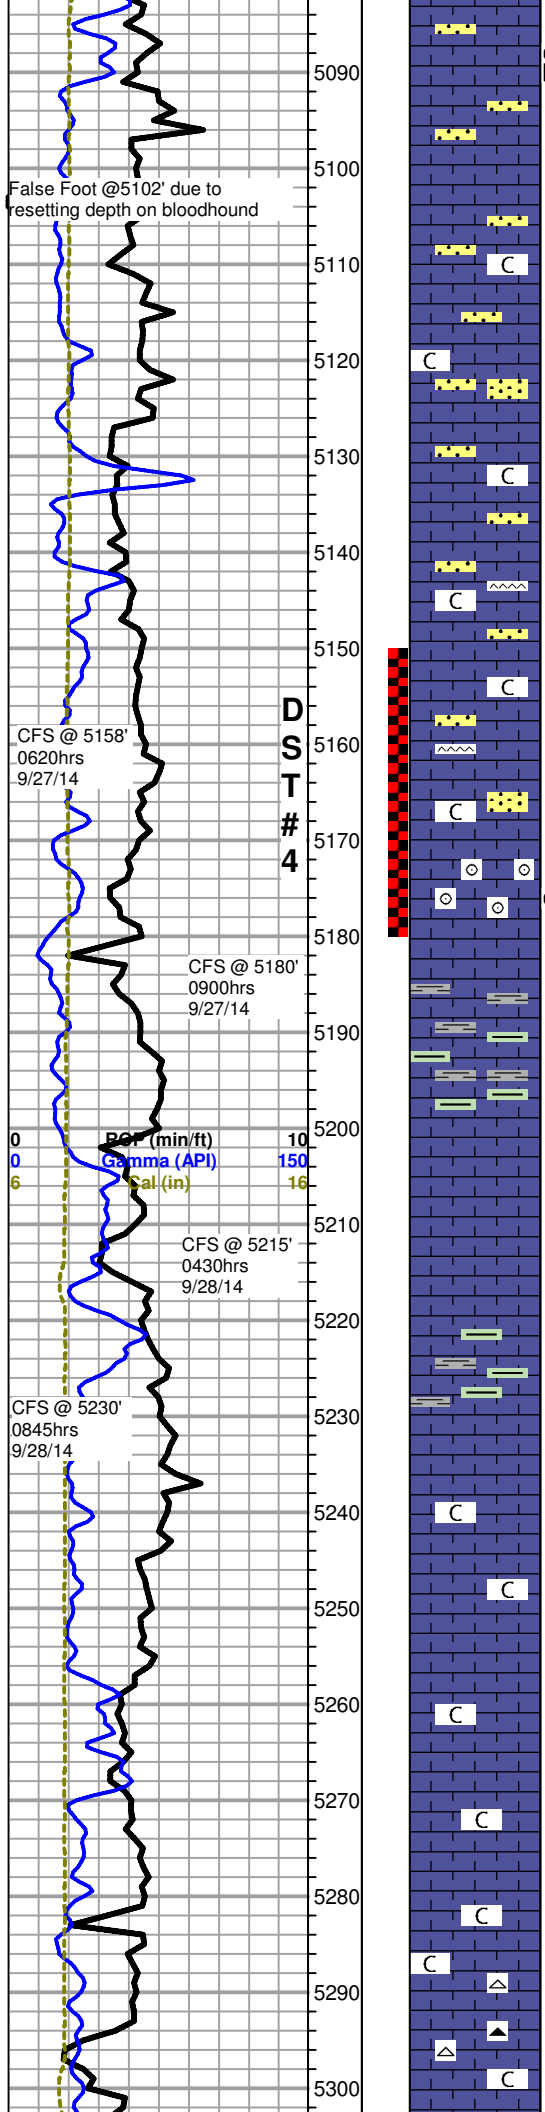 5090
5100
False Foot @5102' due to
resetting depth on bloodhound
5110
C
5120
C
5130
C
5140
C
5150
C
D
S
T
#
4
CFS @ 5158'
0620hrs
9/27/14
5160
C
5170
5180
CFS @ 5180'
0900hrs
9/27/14
5190
5200
0 ROP (min/ft) 10
0 Gamma (API) 150
6 Cal (in) 16
5210
CFS @ 5215'
0430hrs
9/28/14
5220
CFS @ 5230'
0845hrs
9/28/14
5230
5240
C
5250
C
5260
C
5270
C
5280
C
C
5290
5300
C